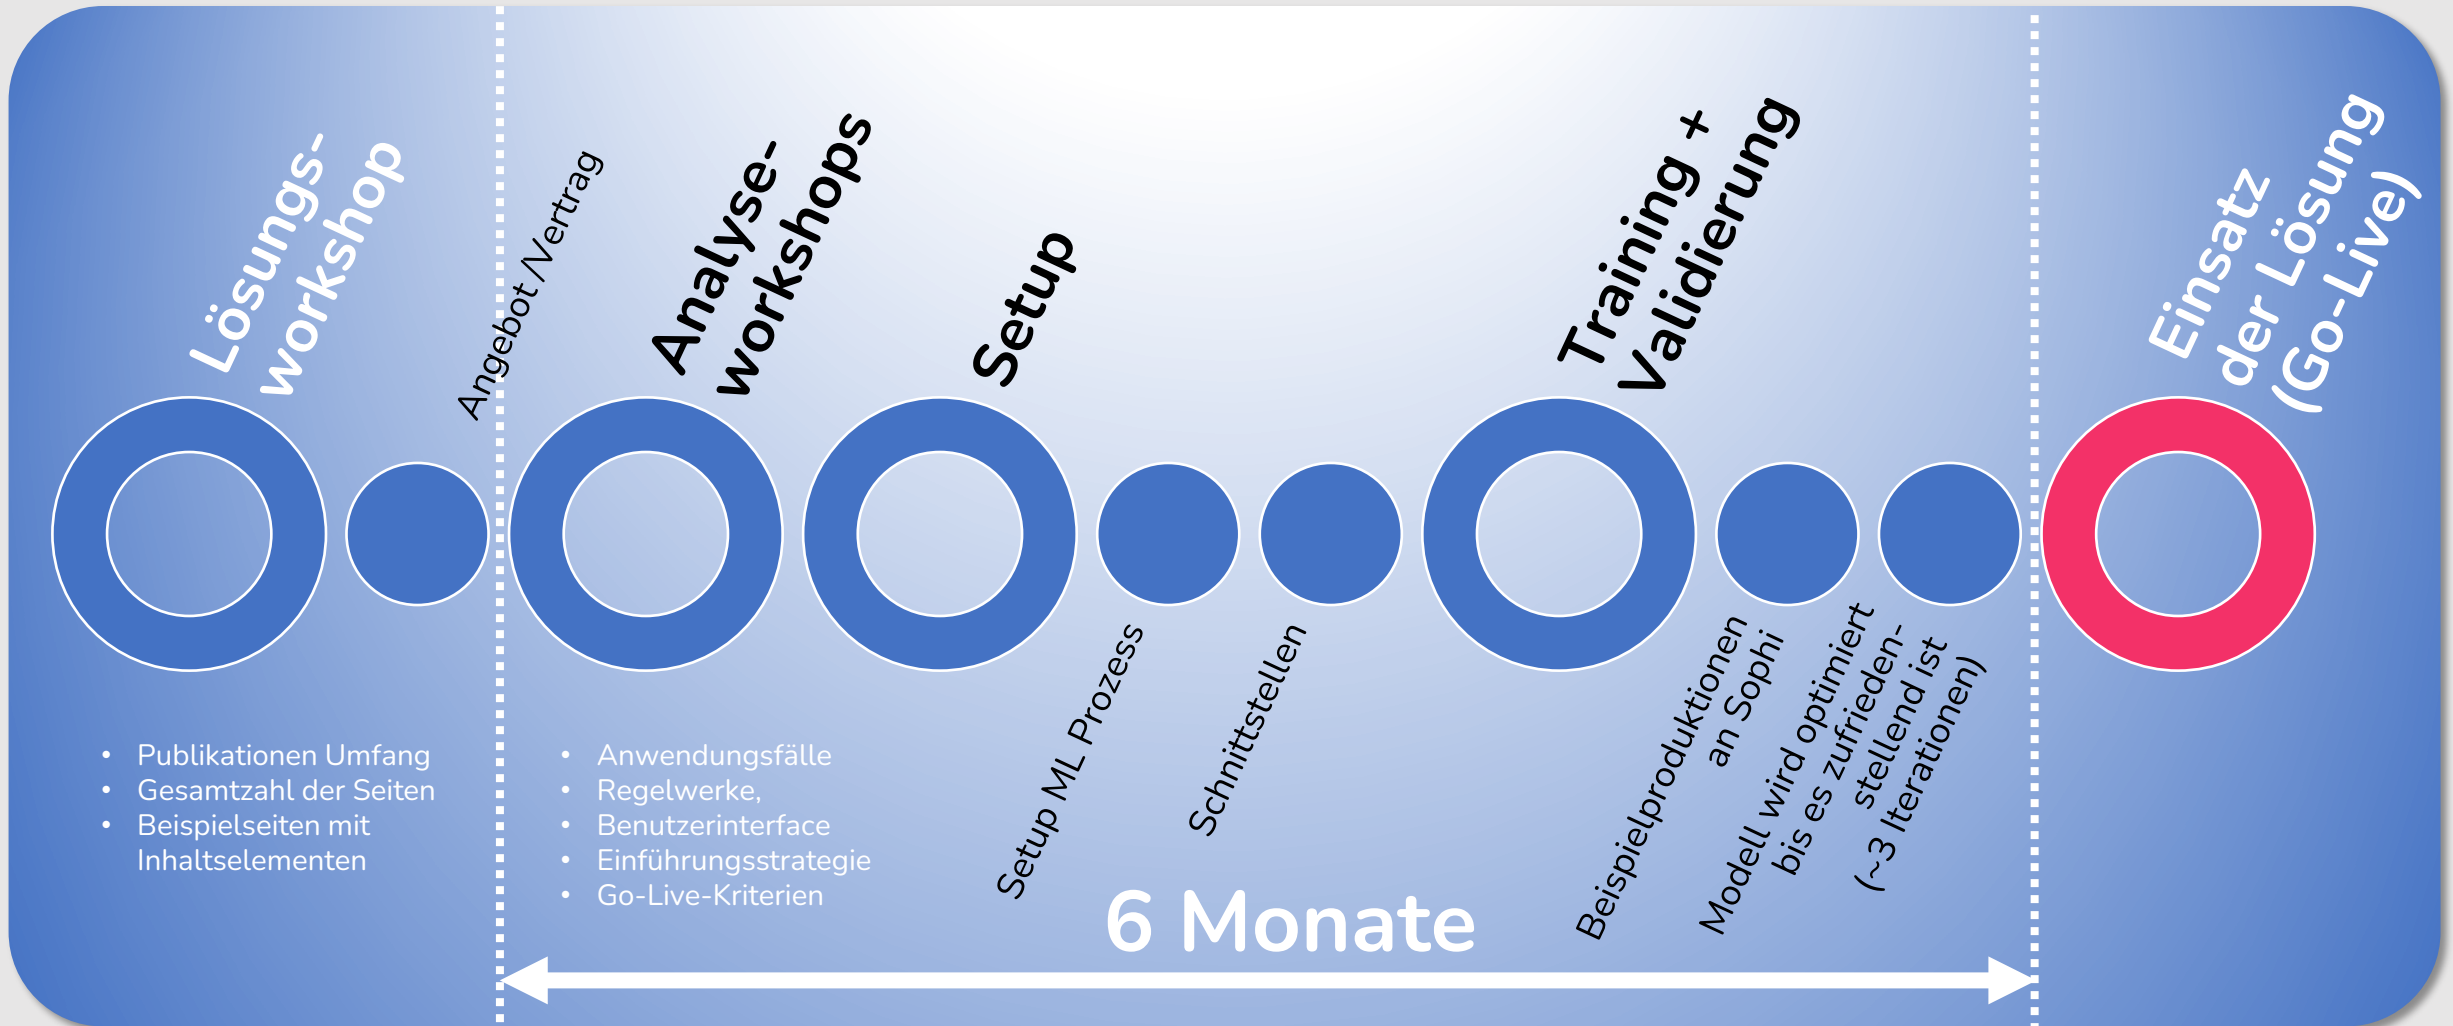 Lösungs-
workshop
Angebot /Vertrag
Analyse-
workshops
Setup
Training +
Validierung
Einsatz
der Lösung
(Go-Live)
• Publikationen Umfang
• Gesamtzahl der Seiten
• Beispielseiten mit
Inhaltselementen
• Anwendungsfälle
• Regelwerke,
• Benutzerinterface
• Einführungsstrategie
• Go-Live-Kriterien
Setup ML Prozess
Schnittstellen
Beispielproduktionen
an Sophi
Modell wird optimiert
bis es zufrieden-
stellend ist
(~3 Iterationen)
6 Monate